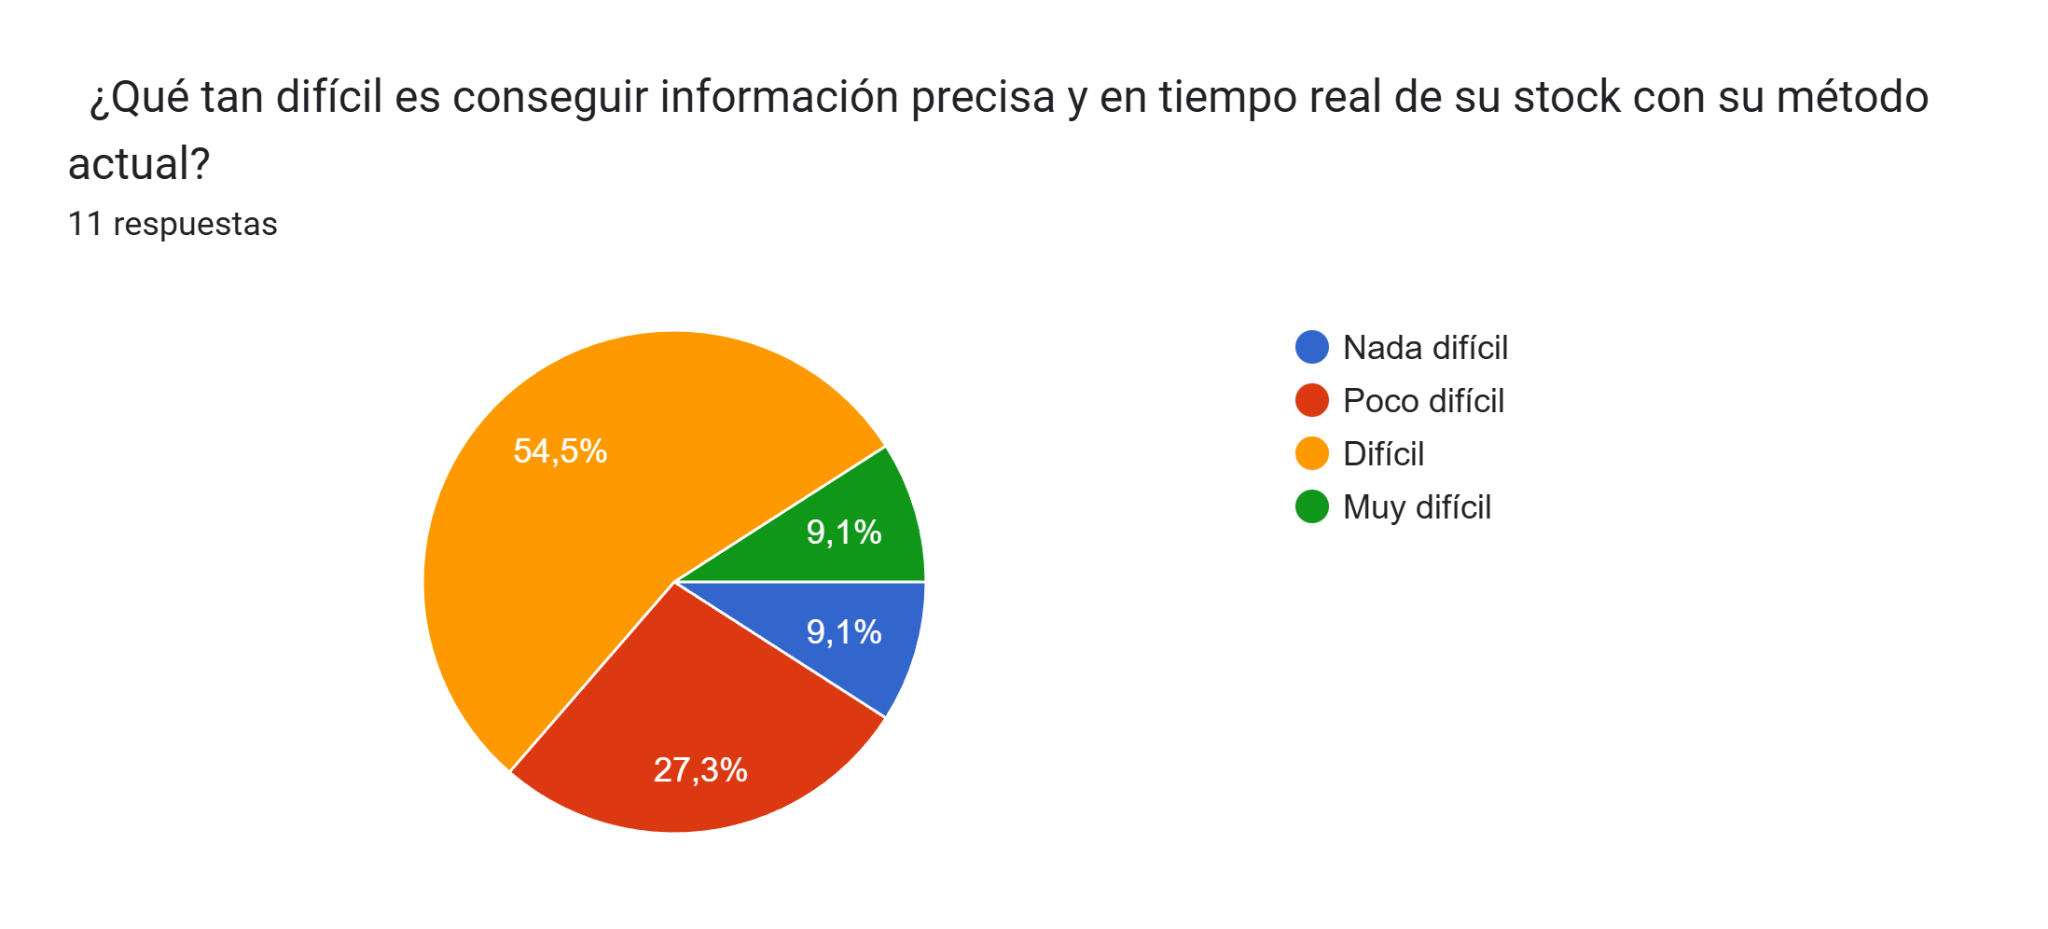 ¿Qué tan difícil es conseguir información precisa y en tiempo real de su stock con su método
actual?
11 respuestas
Nada difícil
Poco difícil
Difícil
Muy difícil
54,5%
9,1%
9,1%
27,3%